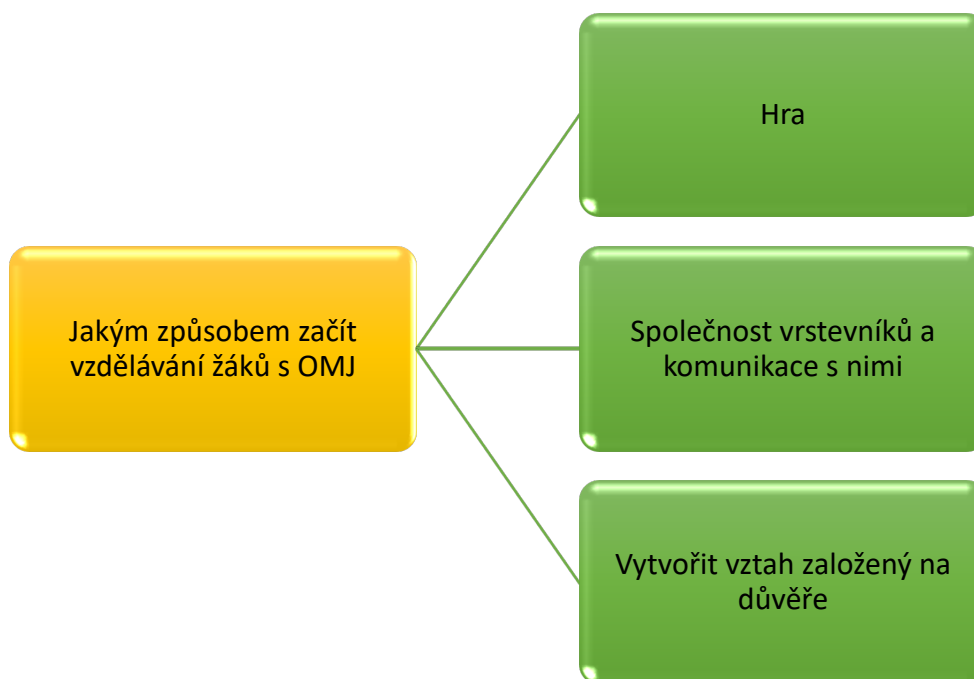 Jakým způsobem začít
vzdělávání žáků s OMJ
Hra
Společnost vrstevníků a
komunikace s nimi
Vytvořit vztah založený na
důvěře